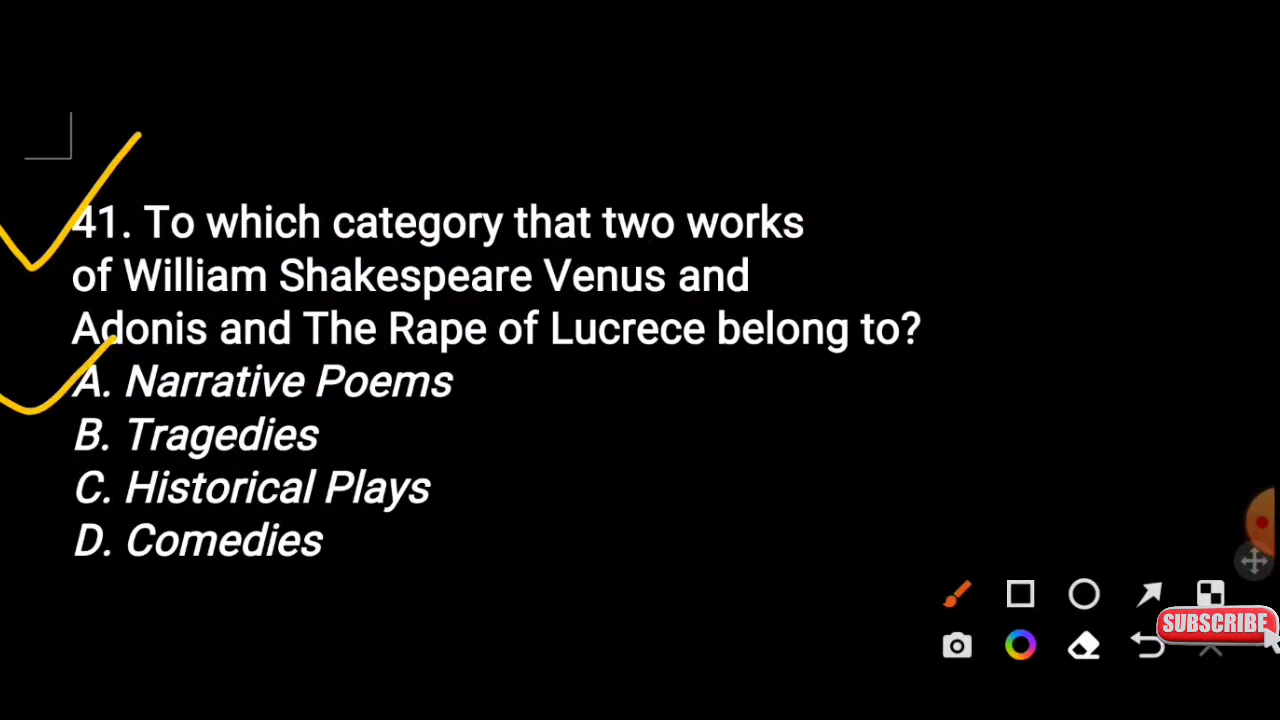 41. To which category that two works
of William Shakespeare Venus and
Adonis and The Rape of Lucrece belong to?
A. Narrative Poems
B. Tragedies
C. Historical Plays
D. Comedies
SUBSCRIBE